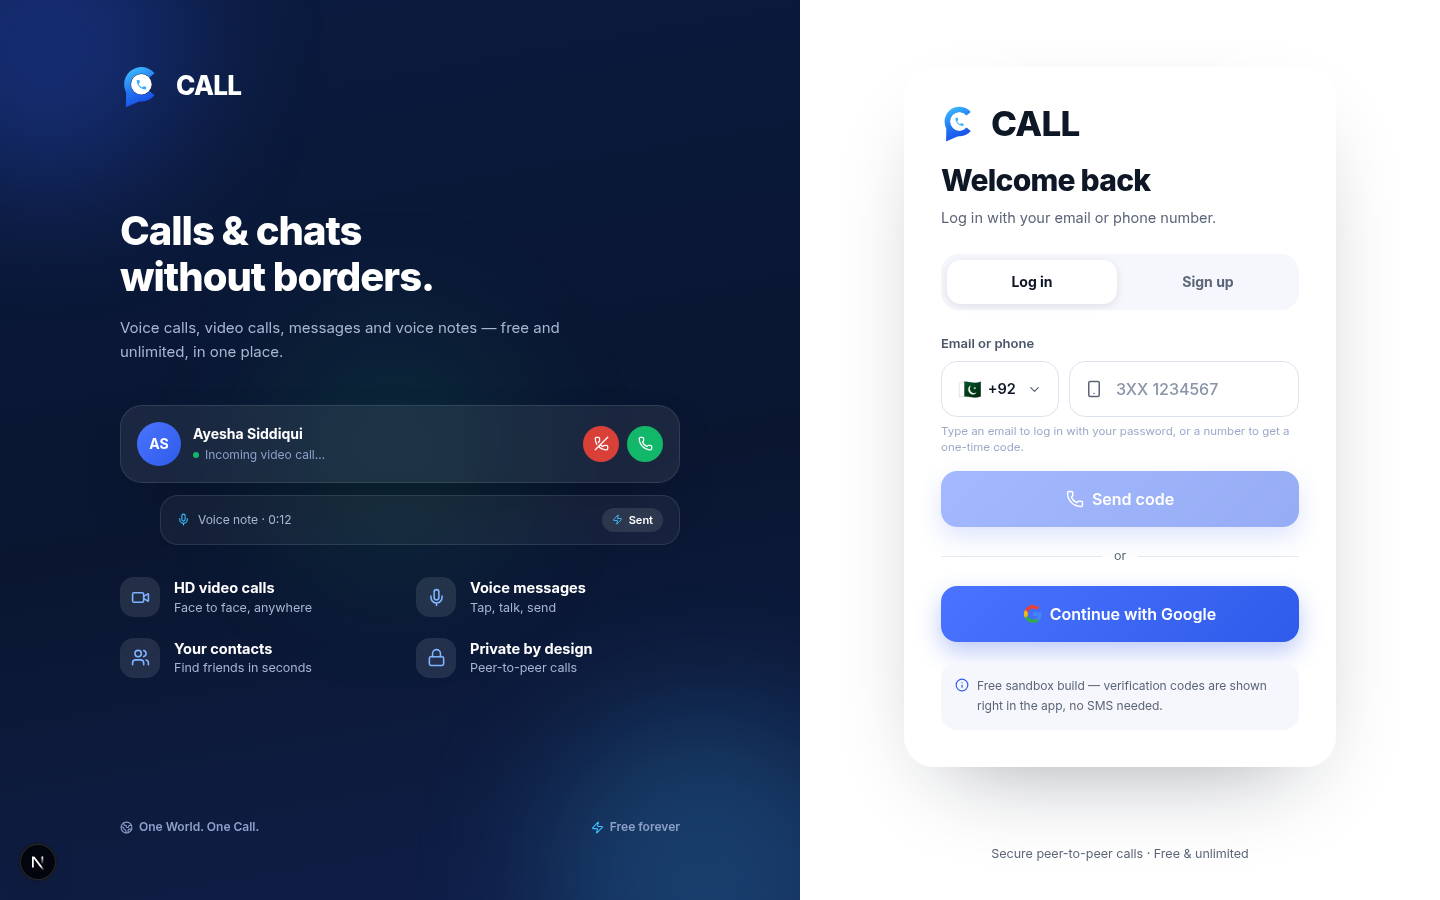 CALL
Calls & chats
without borders.
Voice calls, video calls, messages and voice notes — free and
unlimited, in one place.
AS
Ayesha Siddiqui
Incoming video call...
Voice note · 0:12
Sent
HD video calls
Face to face, anywhere
Voice messages
Tap, talk, send
Your contacts
Find friends in seconds
Private by design
Peer-to-peer calls
One World. One Call.
Free forever
N
CALL
Welcome back
Log in with your email or phone number.
Log in
Sign up
Email or phone
+92
3XX 1234567
Type an email to log in with your password, or a number to get a
one-time code.
Send code
or
Continue with Google
Free sandbox build — verification codes are shown
right in the app, no SMS needed.
Secure peer-to-peer calls · Free & unlimited